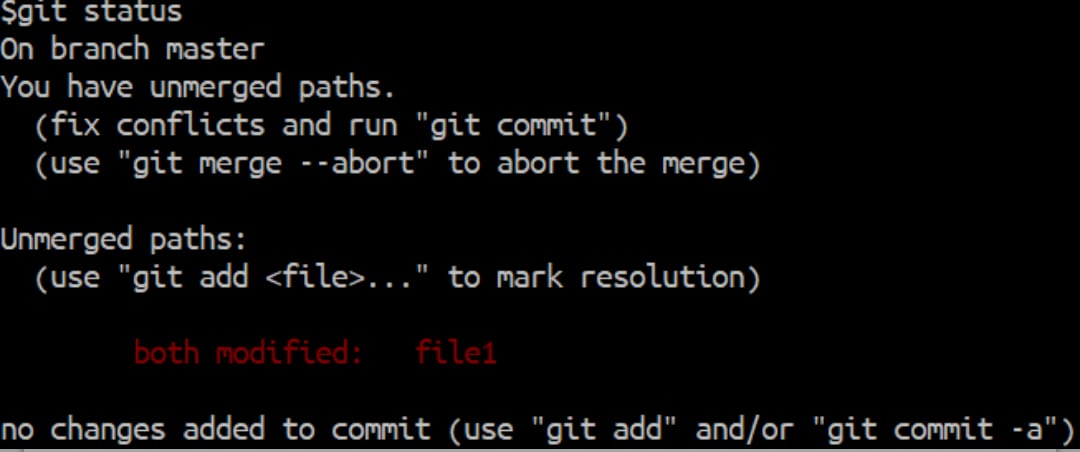 $git status
On branch master
You have unmerged paths.
  (fix conflicts and run "git commit")
  (use "git merge --abort" to abort the merge)

Unmerged paths:
  (use "git add <file>..." to mark resolution)

        both modified:   file1

no changes added to commit (use "git add" and/or "git commit -a")